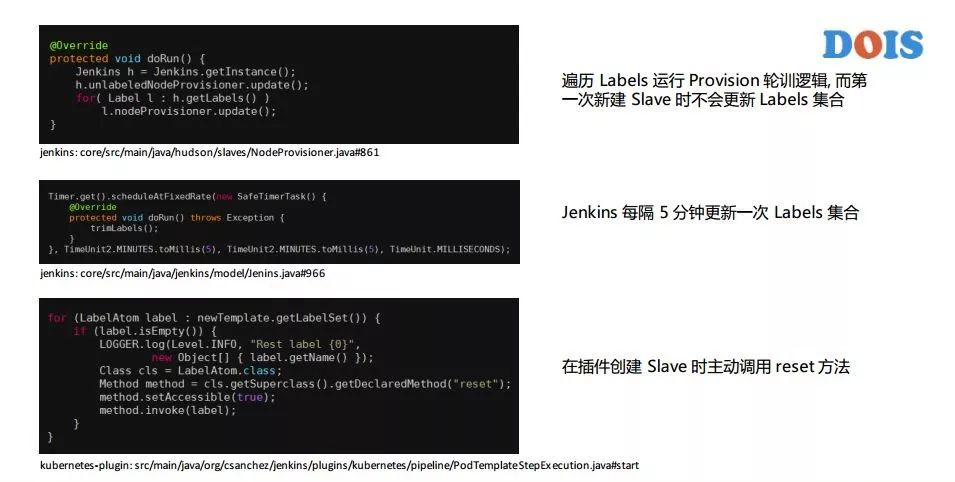 DOIS
@Override
protected void doRun() {
    Jenkins h = Jenkins.getInstance();
    h.unlabeledNodeProvisioner.update();
    for( Label l : h.getLabels() )
        l.nodeProvisioner.update();
}
遍历 Labels 运行 Provision 轮训逻辑, 而第
一次新建 Slave 时不会更新 Labels 集合
jenkins: core/src/main/java/hudson/slaves/NodeProvisioner.java#861
Timer.get().scheduleAtFixedRate(new SafeTimerTask() {
    @Override
    protected void doRun() throws Exception {
        trimLabels();
    }
}, TimeUnit2.MINUTES.toMillis(5), TimeUnit2.MINUTES.toMillis(5), TimeUnit.MILLISECONDS);
Jenkins 每隔 5 分钟更新一次 Labels 集合
jenkins: core/src/main/java/jenkins/model/Jenins.java#966
for (LabelAtom label : newTemplate.getLabelSet()) {
    if (label.isEmpty()) {
        LOGGER.log(Level.INFO, "Rest label {0}",
                new Object[] { label.getName() });
        Class cls = LabelAtom.class;
        Method method = cls.getSuperclass().getDeclaredMethod("reset");
        method.setAccessible(true);
        method.invoke(label);
    }
}
在插件创建 Slave 时主动调用 reset 方法
kubernetes-plugin: src/main/java/org/csanchez/jenkins/plugins/kubernetes/pipeline/PodTemplateStepExecution.java#start